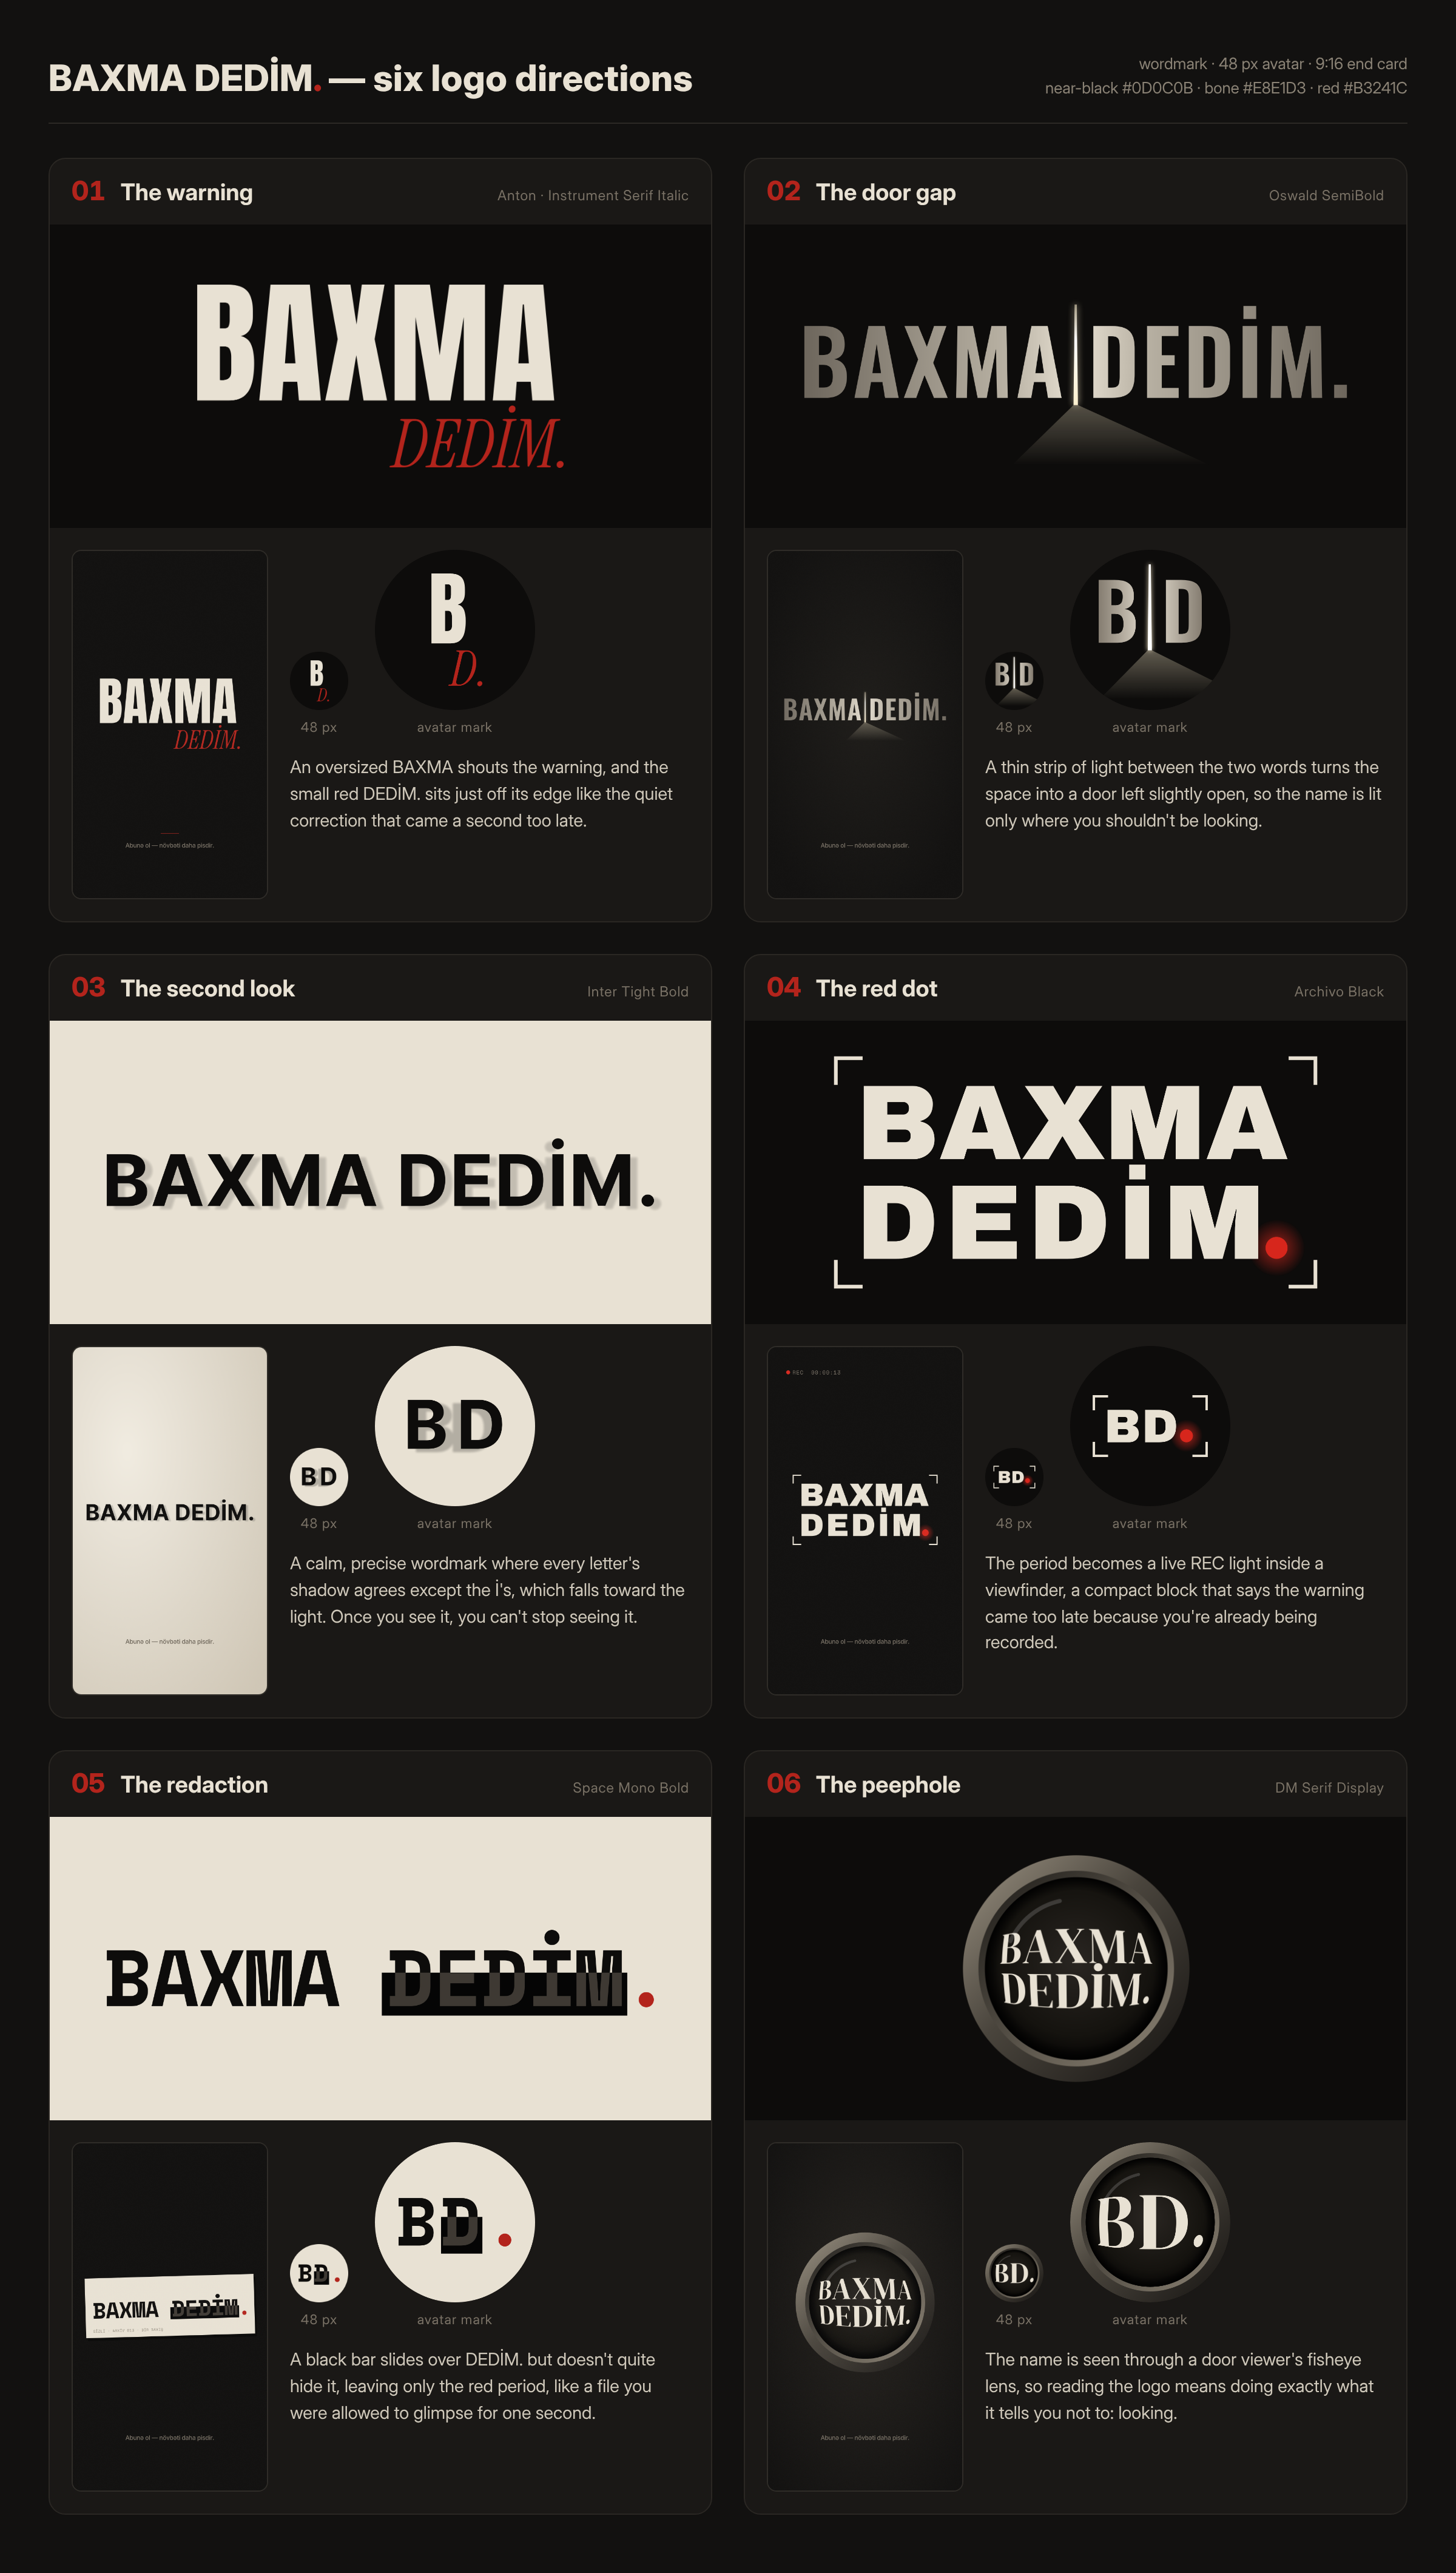 BAXMA DEDİM. — six logo directions
wordmark · 48 px avatar · 9:16 end card
near-black #0D0C0B · bone #E8E1D3 · red #B3241C
01 The warning
Anton · Instrument Serif Italic
BAXMA
DEDİM.
BAXMA
DEDİM.
Abunə ol — növbəti daha pisdir.
B
D.
48 px
B
D.
avatar mark
An oversized BAXMA shouts the warning, and the
small red DEDİM. sits just off its edge like the quiet
correction that came a second too late.
02 The door gap
Oswald SemiBold
BAXMA DEDİM.
BAXMA DEDİM.
Abunə ol — növbəti daha pisdir.
B D
48 px
B D
avatar mark
A thin strip of light between the two words turns the
space into a door left slightly open, so the name is lit
only where you shouldn't be looking.
03 The second look
Inter Tight Bold
BAXMA DEDİM.
BAXMA DEDİM.
Abunə ol — növbəti daha pisdir.
BD
48 px
BD
avatar mark
A calm, precise wordmark where every letter's
shadow agrees except the İ's, which falls toward the
light. Once you see it, you can't stop seeing it.
04 The red dot
Archivo Black
BAXMA
DEDİM.
REC 00:00:13
BAXMA
DEDİM.
Abunə ol — növbəti daha pisdir.
BD.
48 px
BD.
avatar mark
The period becomes a live REC light inside a
viewfinder, a compact block that says the warning
came too late because you're already being
recorded.
05 The redaction
Space Mono Bold
BAXMA DEDİM.
BAXMA DEDİM.
Abunə ol — növbəti daha pisdir.
BD.
48 px
BD.
avatar mark
A black bar slides over DEDİM. but doesn't quite
hide it, leaving only the red period, like a file you
were allowed to glimpse for one second.
06 The peephole
DM Serif Display
BAXMA
DEDİM.
BAXMA
DEDİM.
Abunə ol — növbəti daha pisdir.
BD.
48 px
BD.
avatar mark
The name is seen through a door viewer's fisheye
lens, so reading the logo means doing exactly what
it tells you not to: looking.